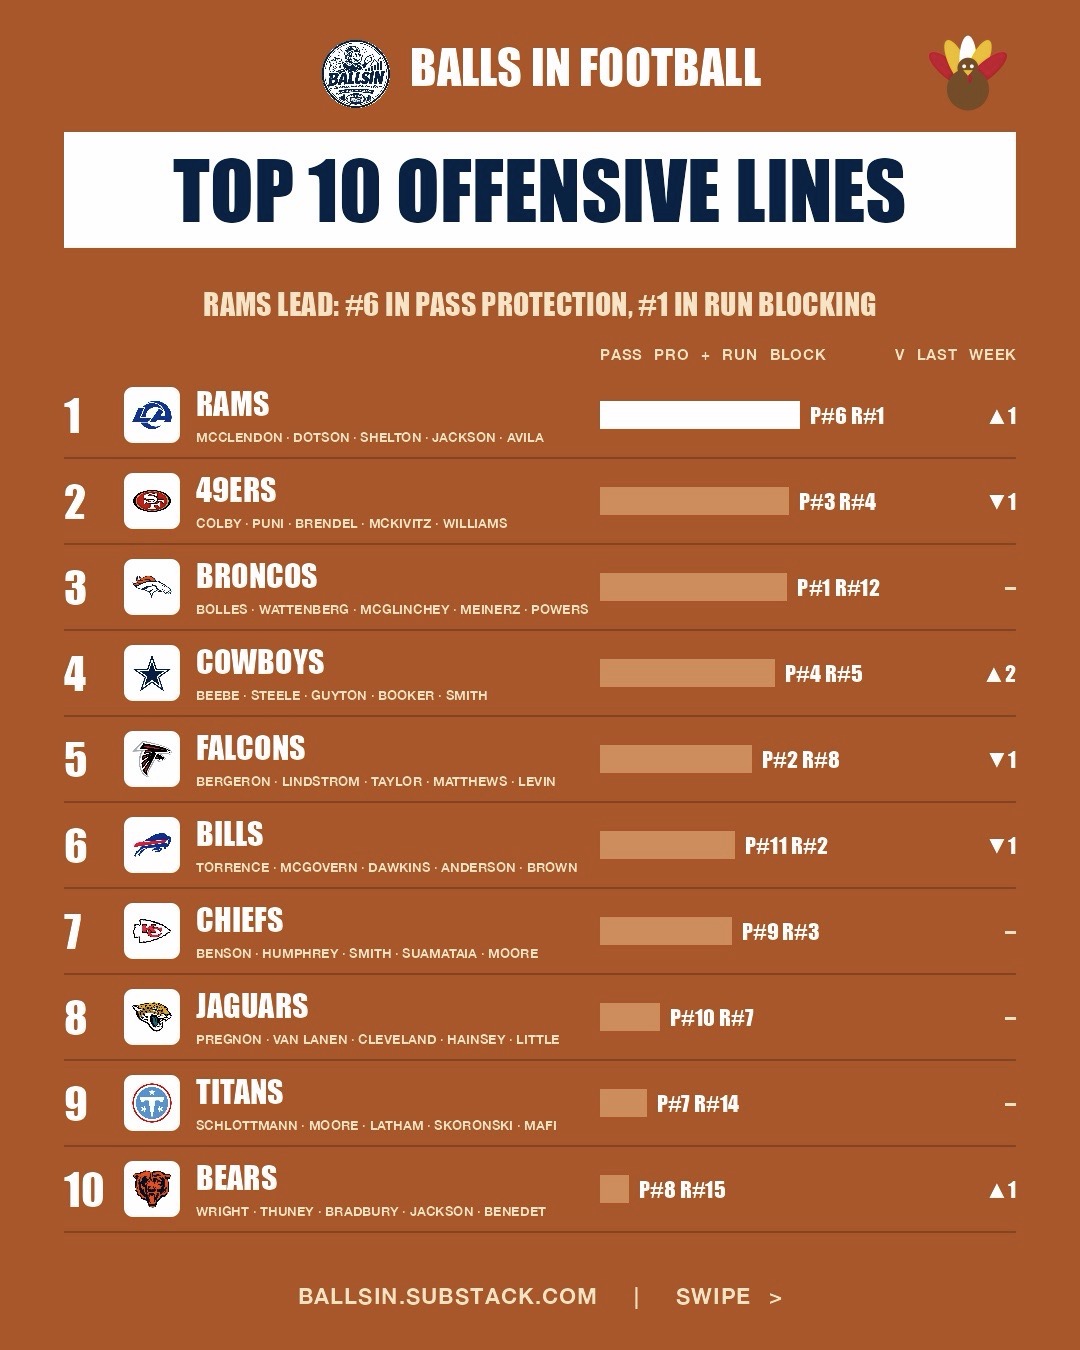 BALLSIN
BALLS IN FOOTBALL
TOP 10 OFFENSIVE LINES
RAMS LEAD: #6 IN PASS PROTECTION, #1 IN RUN BLOCKING
PASS PRO + RUN BLOCK V LAST WEEK
1 RAMS P#6 R#1 ▲1
MCCLENDON · DOTSON · SHELTON · JACKSON · AVILA
2 49ERS P#3 R#4 ▼1
COLBY · PUNI · BRENDEL · MCKIVITZ · WILLIAMS
3 BRONCOS P#1 R#12 –
BOLLES · WATTENBERG · MCGLINCHEY · MEINERZ · POWERS
4 COWBOYS P#4 R#5 ▲2
BEEBE · STEELE · GUYTON · BOOKER · SMITH
5 FALCONS P#2 R#8 ▼1
BERGERON · LINDSTROM · TAYLOR · MATTHEWS · LEVIN
6 BILLS P#11 R#2 ▼1
TORRENCE · MCGOVERN · DAWKINS · ANDERSON · BROWN
7 CHIEFS P#9 R#3 –
BENSON · HUMPHREY · SMITH · SUAMATAIA · MOORE
8 JAGUARS P#10 R#7 –
PREGNON · VAN LANEN · CLEVELAND · HAINSEY · LITTLE
9 TITANS P#7 R#14 –
SCHLOTTMANN · MOORE · LATHAM · SKORONSKI · MAFI
10 BEARS P#8 R#15 ▲1
WRIGHT · THUNEY · BRADBURY · JACKSON · BENEDET
BALLSIN.SUBSTACK.COM | SWIPE >